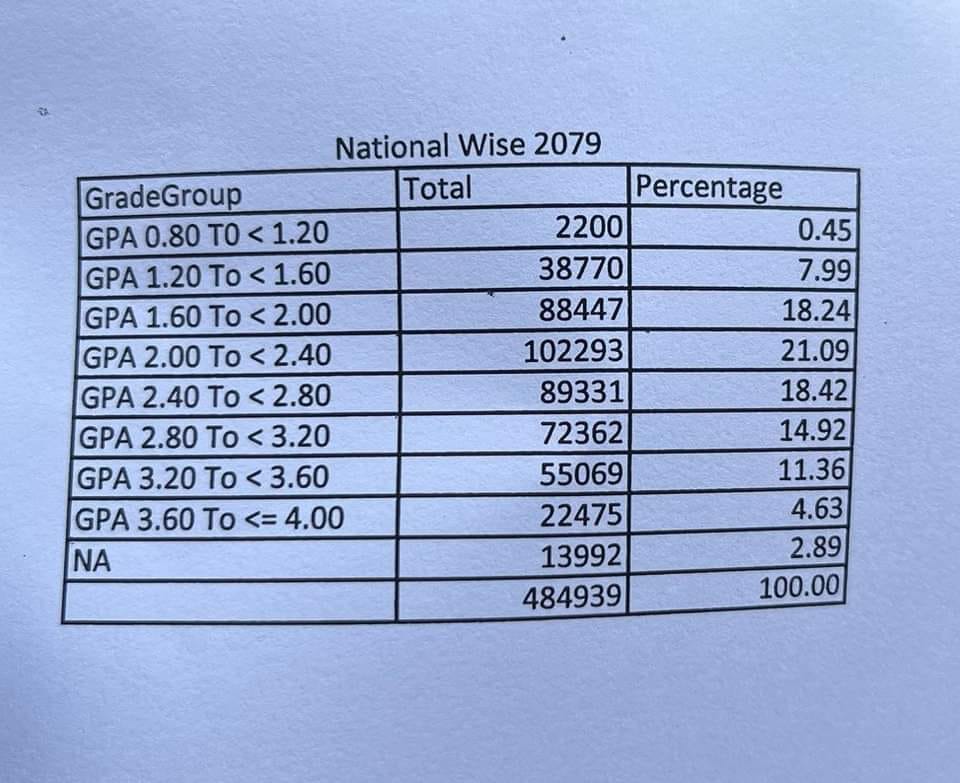 National Wise 2079
GradeGroup Total Percentage
GPA 0.80 T0 < 1.20 2200 0.45
GPA 1.20 To < 1.60 38770 7.99
GPA 1.60 To < 2.00 88447 18.24
GPA 2.00 To < 2.40 102293 21.09
GPA 2.40 To < 2.80 89331 18.42
GPA 2.80 To < 3.20 72362 14.92
GPA 3.20 To < 3.60 55069 11.36
GPA 3.60 To <= 4.00 22475 4.63
NA 13992 2.89
484939 100.00